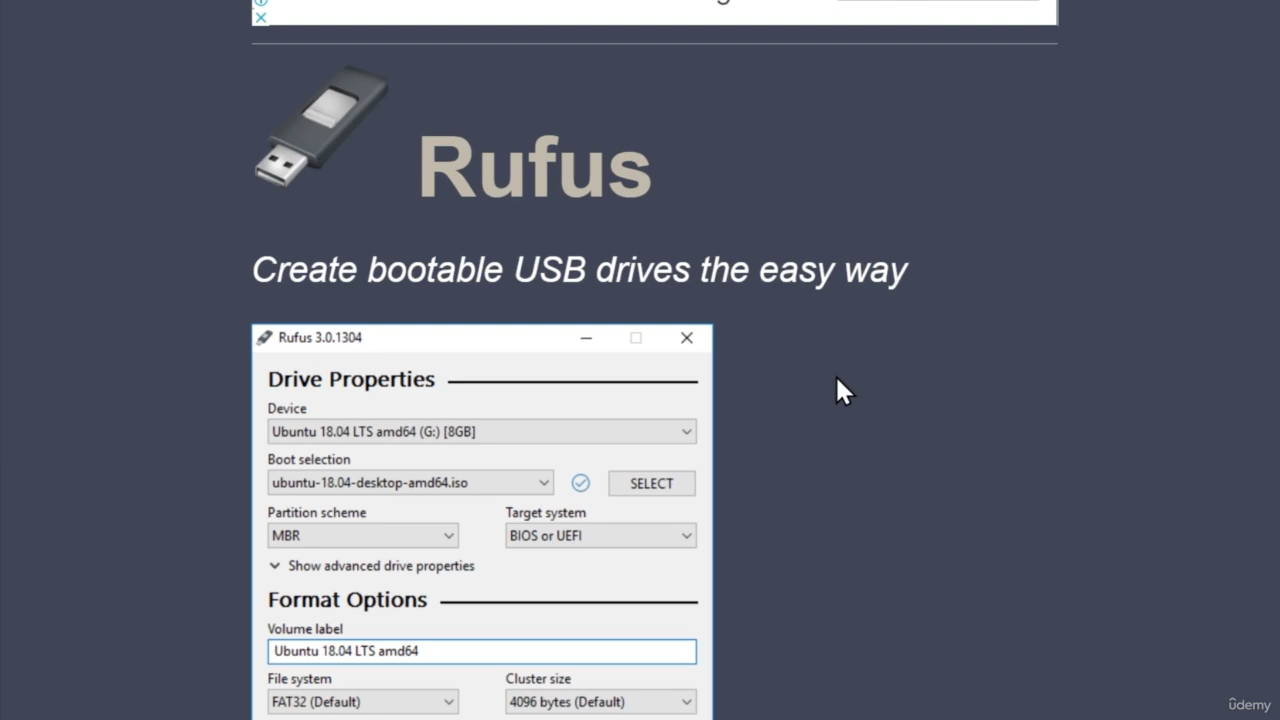 Rufus
Create bootable USB drives the easy way
Rufus 3.0.1304
Drive Properties
Device
Ubuntu 18.04 LTS amd64 (G:) [8GB]
Boot selection
ubuntu-18.04-desktop-amd64.iso
SELECT
Partition scheme
Target system
MBR
BIOS or UEFI
Show advanced drive properties
Format Options
Volume label
Ubuntu 18.04 LTS amd64
File system
Cluster size
FAT32 (Default)
4096 bytes (Default)
ûdemy